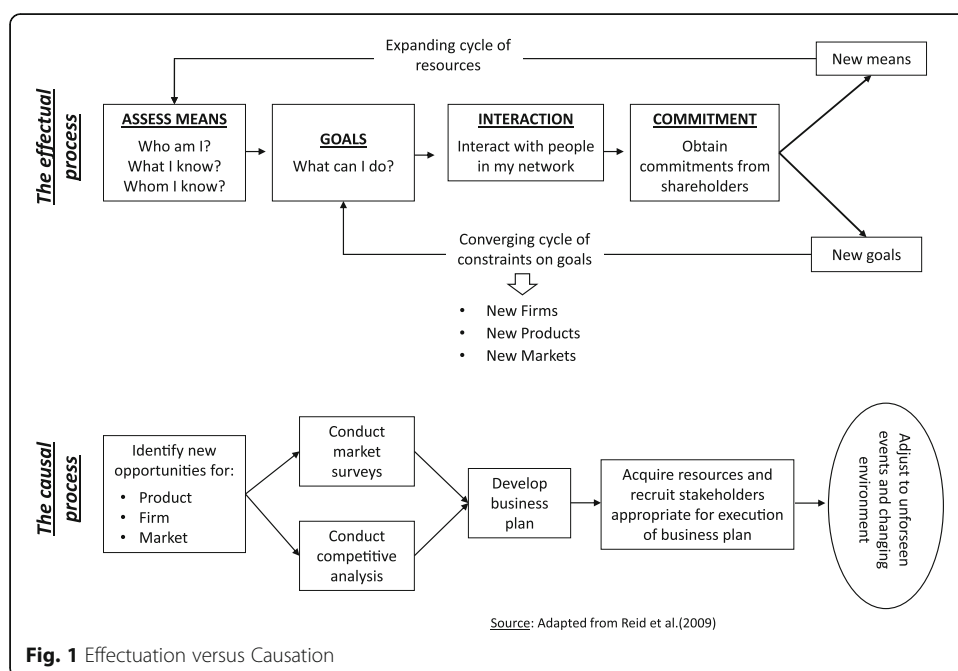 The effectual
process
Expanding cycle of
resources
New means
ASSESS MEANS
Who am I?
What I know?
Whom I know?
GOALS
What can I do?
INTERACTION
Interact with people
in my network
COMMITMENT
Obtain
commitments from
shareholders
Converging cycle of
constraints on goals
New goals
• New Firms
• New Products
• New Markets
The causal
process
Identify new
opportunities for:
• Product
• Firm
• Market
Conduct
market
surveys
Conduct
competitive
analysis
Develop
business
plan
Acquire resources and
recruit stakeholders
appropriate for execution
of business plan
Adjust to unforseen
events and changing
environment
Source: Adapted from Reid et al.(2009)
Fig. 1 Effectuation versus Causation